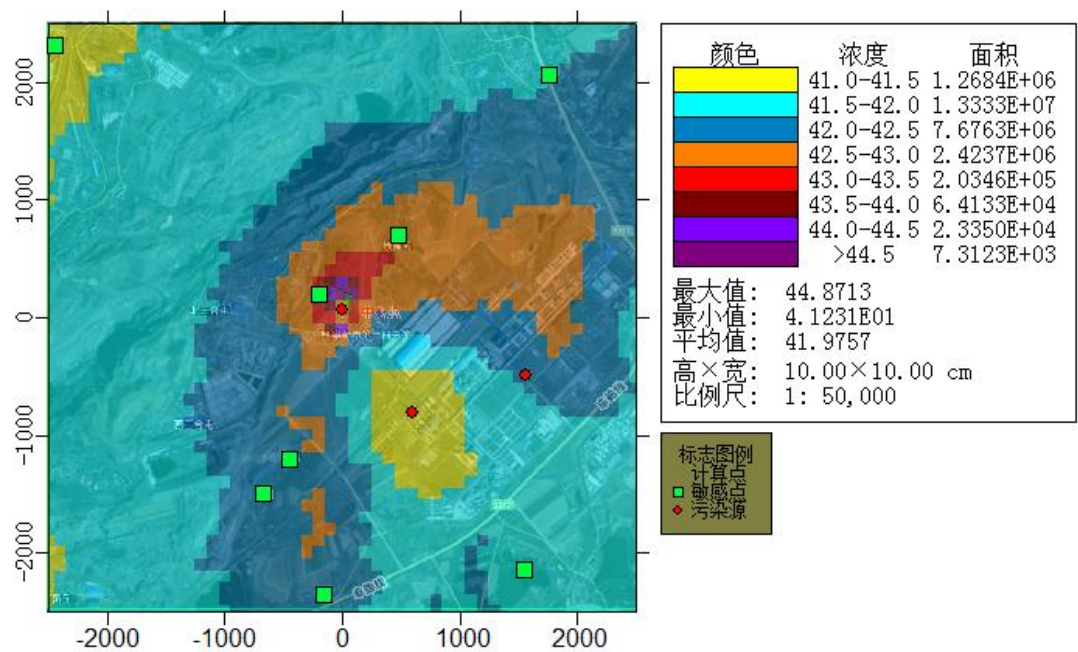 颜色 浓度 面积
41.0-41.5 1.2684E+06
41.5-42.0 1.3333E+07
42.0-42.5 7.6763E+06
42.5-43.0 2.4237E+06
43.0-43.5 2.0346E+05
43.5-44.0 6.4133E+04
44.0-44.5 2.3350E+04
>44.5 7.3123E+03
最大值: 44.8713
最小值: 4.1231E01
平均值: 41.9757
高×宽: 10.00×10.00 cm
比例尺: 1: 50,000
标志图例
计算点
敏感点
污染源
2000
1000
0
-1000
-2000
-2000 -1000 0 1000 2000